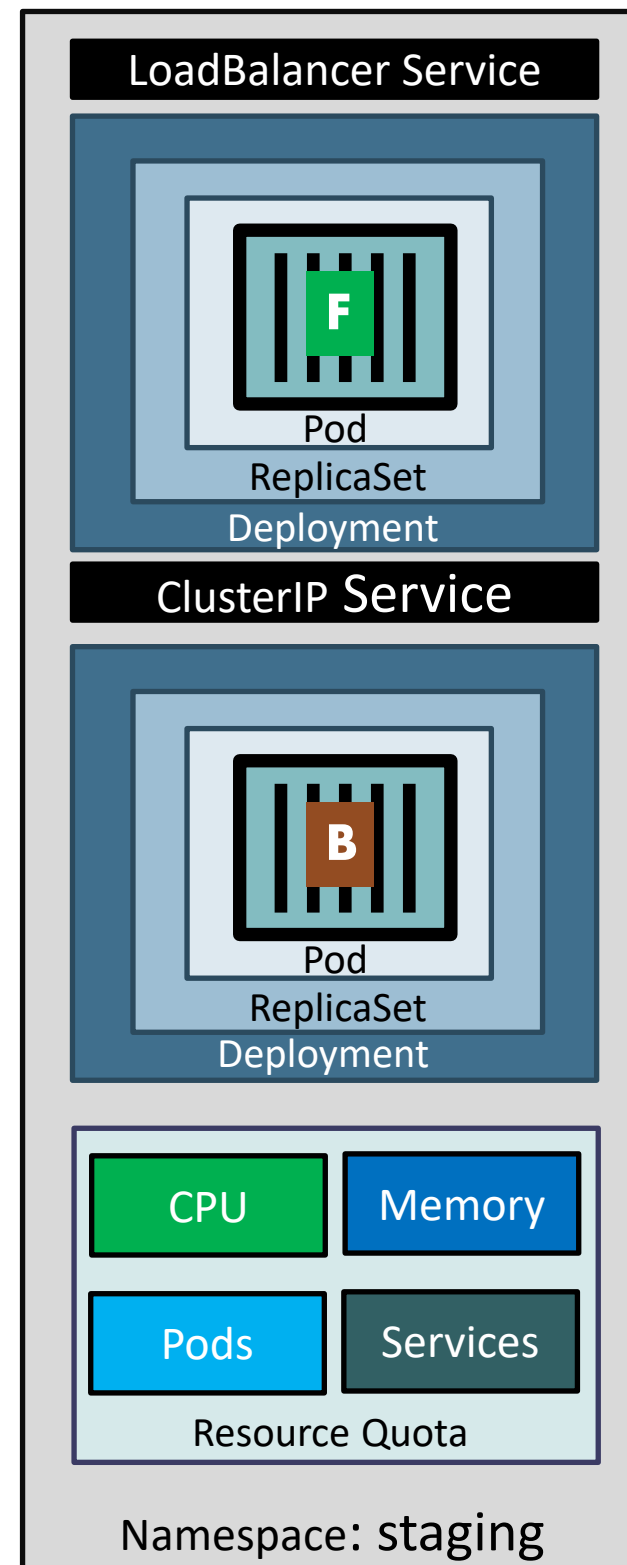 LoadBalancer Service
F
Pod
ReplicaSet
Deployment
ClusterIP Service
B
Pod
ReplicaSet
Deployment
CPU
Memory
Pods
Services
Resource Quota
Namespace: staging